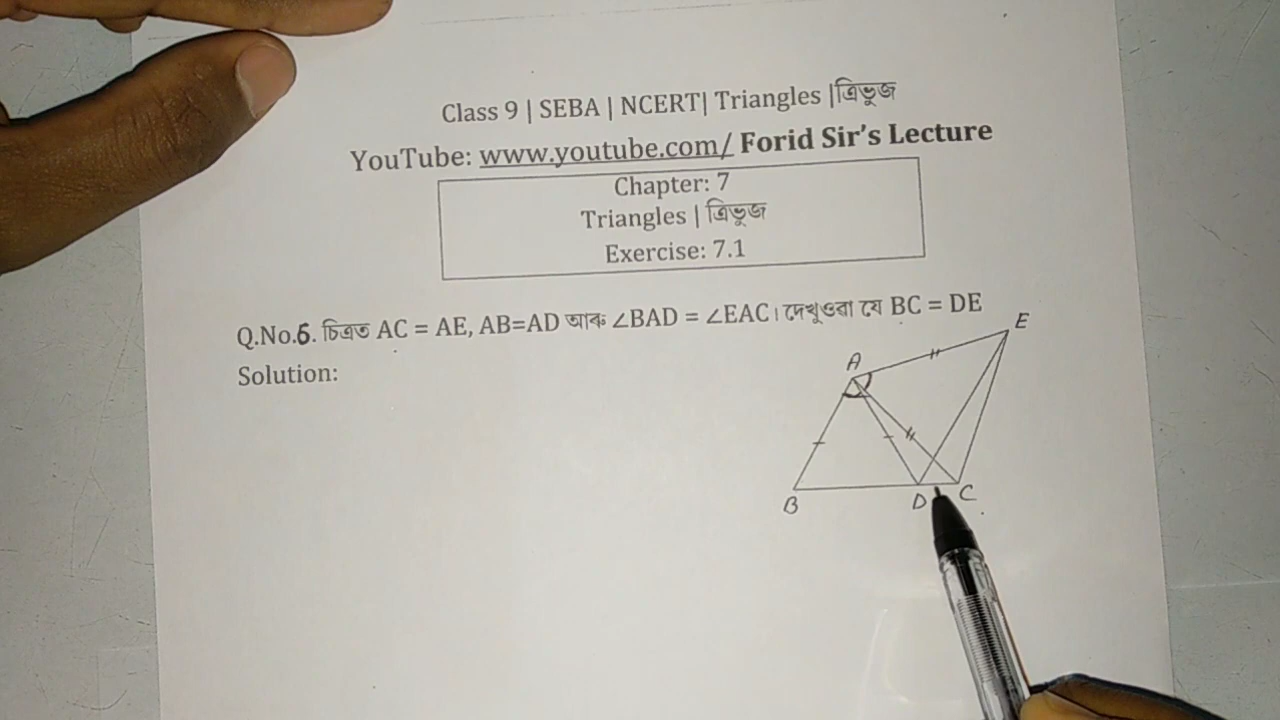 Class 9 | SEBA | NCERT| Triangles |ত্ৰিভূজ
YouTube: www.youtube.com/ Forid Sir's Lecture
Chapter: 7
Triangles | ত্ৰিভূজ
Exercise: 7.1
Q.No.6. চিত্ৰত AC = AE, AB=AD আৰু ∠BAD = ∠EAC। দেখুওৱা যে BC = DE
Solution:
E
A
B
D
C